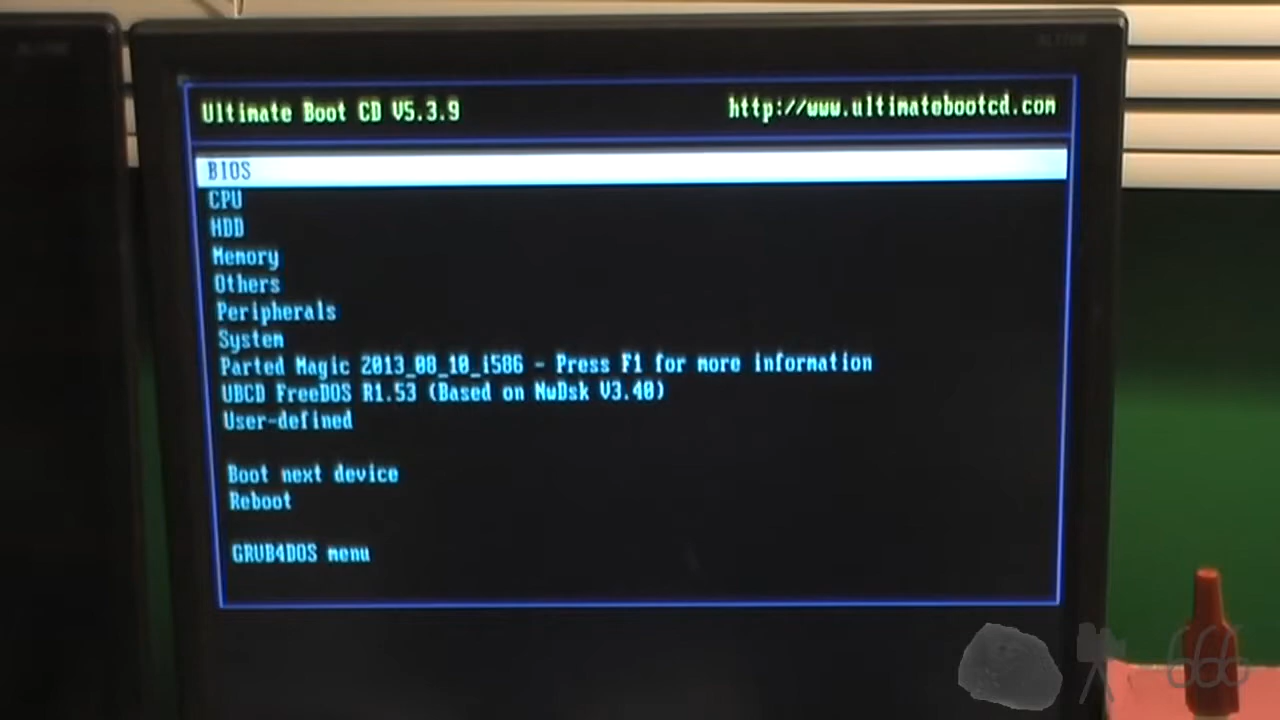 Ultimate Boot CD V5.3.9 http://www.ultimatebootcd.com
BIOS
CPU
HDD
Memory
Others
Peripherals
System
Parted Magic 2013_08_10_i586 - Press F1 for more information
UBCD FreeDOS R1.53 (Based on NwDsk V3.40)
User-defined
Boot next device
Reboot
GRUB4DOS menu
666